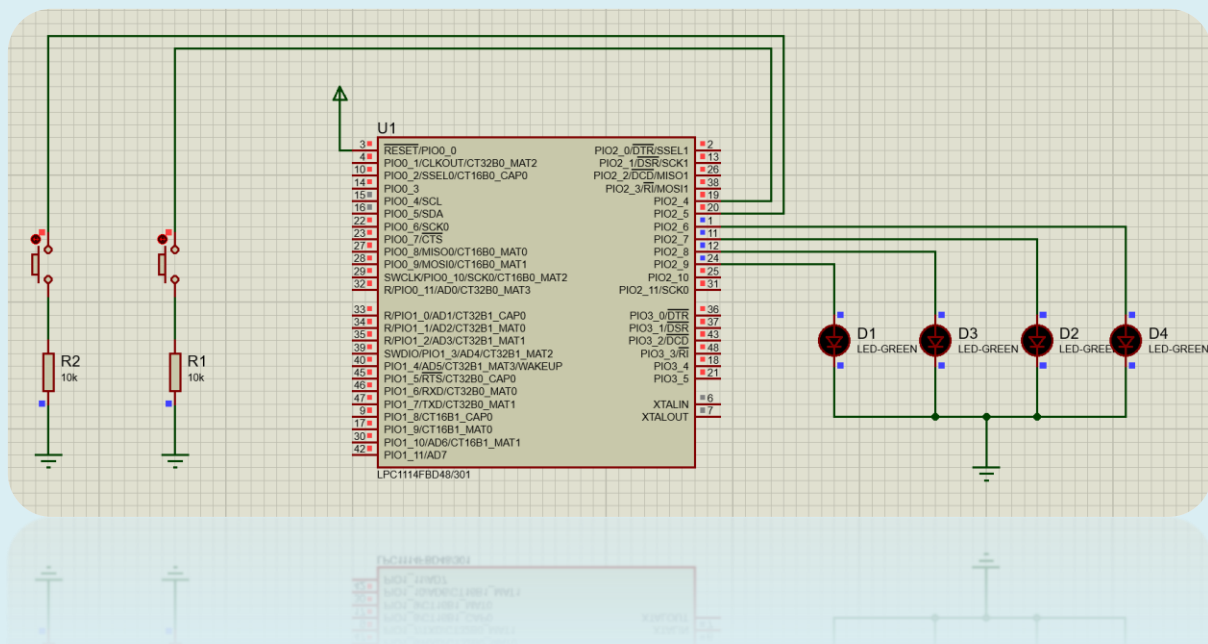 U1
3
RESET/PIO0_0
4
PIO0_1/CLKOUT/CT32B0_MAT2
10
PIO0_2/SSEL0/CT16B0_CAP0
14
PIO0_3
15
PIO0_4/SCL
16
PIO0_5/SDA
22
PIO0_6/SCK0
23
PIO0_7/CTS
27
PIO0_8/MISO0/CT16B0_MAT0
28
PIO0_9/MOSI0/CT16B0_MAT1
29
SWCLK/PIO0_10/SCK0/CT16B0_MAT2
32
R/PIO0_11/AD0/CT32B0_MAT3
33
R/PIO1_0/AD1/CT32B1_CAP0
34
R/PIO1_1/AD2/CT32B1_MAT0
35
R/PIO1_2/AD3/CT32B1_MAT1
39
SWDIO/PIO1_3/AD4/CT32B1_MAT2
40
PIO1_4/AD5/CT32B1_MAT3/WAKEUP
45
PIO1_5/RTS/CT32B0_CAP0
46
PIO1_6/RXD/CT32B0_MAT0
47
PIO1_7/TXD/CT32B0_MAT1
9
PIO1_8/CT16B1_CAP0
17
PIO1_9/CT16B1_MAT0
30
PIO1_10/AD6/CT16B1_MAT1
42
PIO1_11/AD7
PIO2_0/DTR/SSEL1
2
PIO2_1/DSR/SCK1
13
PIO2_2/DCD/MISO1
26
PIO2_3/RI/MOSI1
38
PIO2_4
19
PIO2_5
20
PIO2_6
1
PIO2_7
11
PIO2_8
12
PIO2_9
24
PIO2_10
25
PIO2_11/SCK0
31
PIO3_0/DTR
36
PIO3_1/DSR
37
PIO3_2/DCD
43
PIO3_3/RI
48
PIO3_4
18
PIO3_5
21
XTALIN
6
XTALOUT
7
LPC1114FBD48/301
R2
10k
R1
10k
D1
LED-GREEN
D3
LED-GREEN
D2
LED-GREEN
D4
LED-GREEN